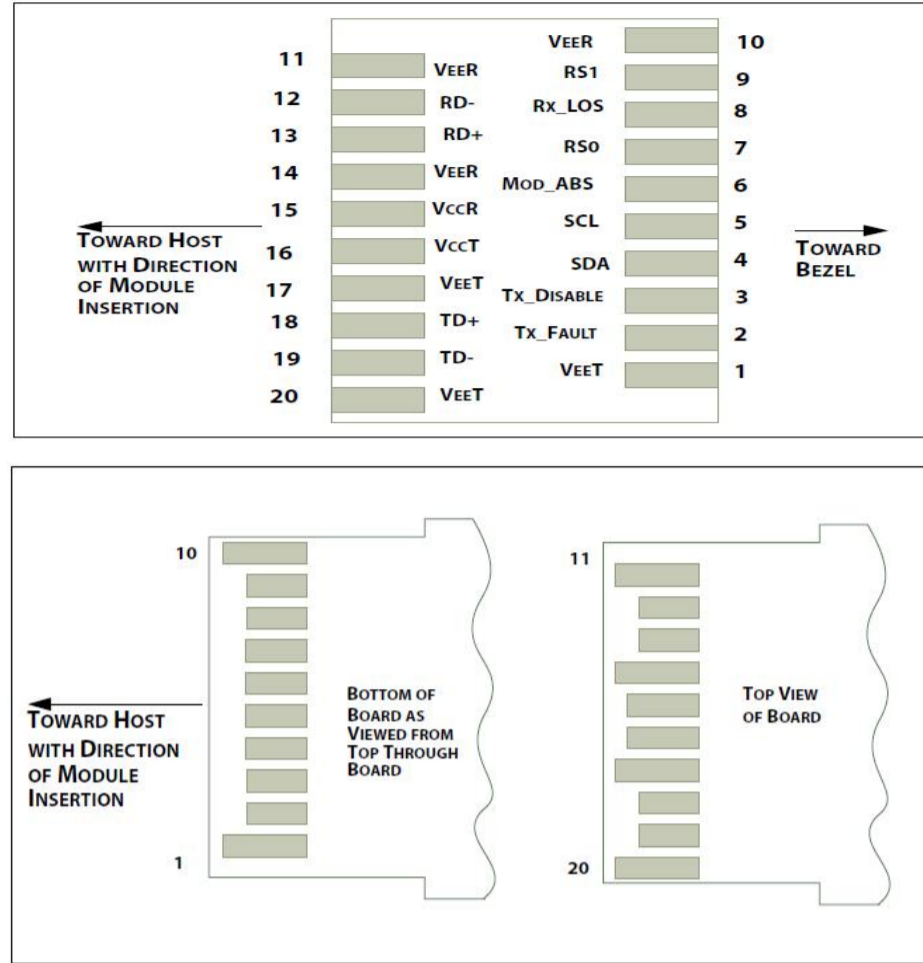 VEER 10
11 VEER
RS1 9
12 RD-
RX_LOS 8
13 RD+
RS0 7
14 VEER
MOD_ABS 6
15 VCCR
SCL 5
TOWARD HOST
WITH DIRECTION
OF MODULE
INSERTION
TOWARD
BEZEL
16 VCCT
SDA 4
17 VEET
TX_DISABLE 3
18 TD+
TX_FAULT 2
19 TD-
VEET 1
20 VEET
10
11
TOWARD HOST
WITH DIRECTION
OF MODULE
INSERTION
BOTTOM OF
BOARD AS
VIEWED FROM
TOP THROUGH
BOARD
TOP VIEW
OF BOARD
1
20